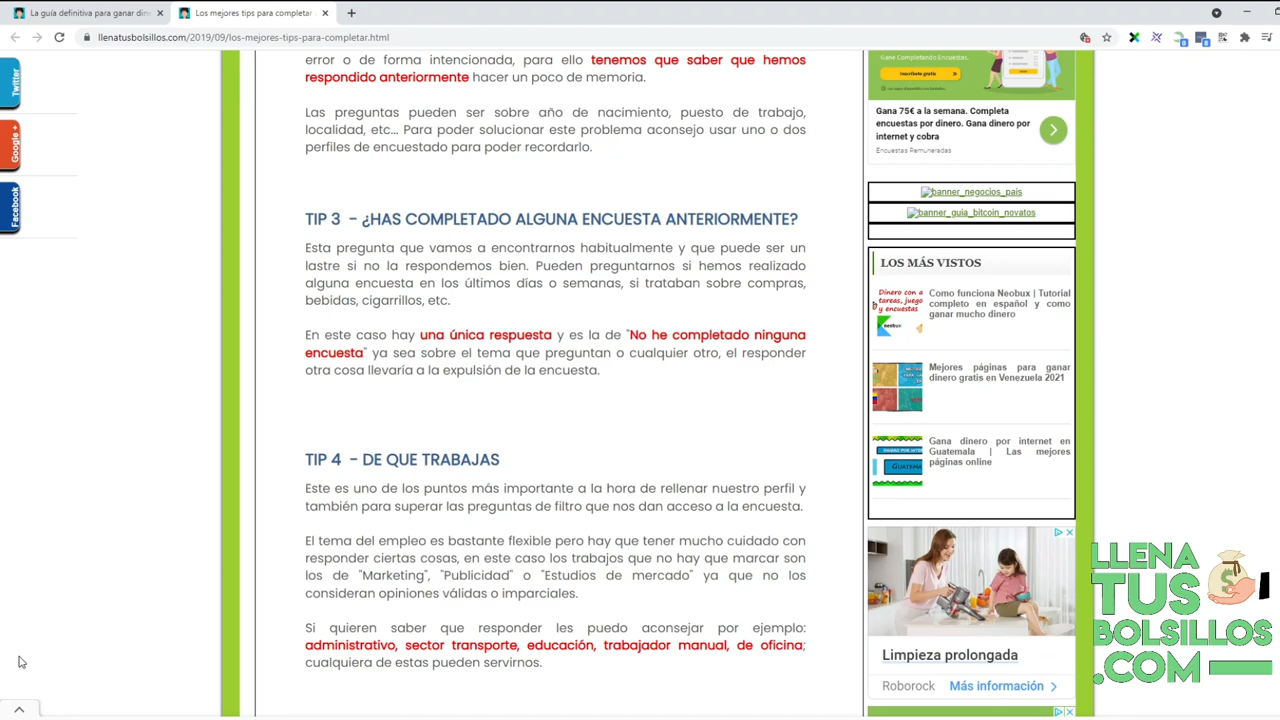 La guía definitiva para ganar din
Los mejores tips para completar
llenatusbolsillos.com/2019/09/los-mejores-tips-para-completar.html
Twitter
Google +
Facebook
error o de forma intencionada, para ello tenemos que saber que hemos
respondido anteriormente hacer un poco de memoria.
Las preguntas pueden ser sobre año de nacimiento, puesto de trabajo,
localidad, etc... Para poder solucionar este problema aconsejo usar uno o dos
perfiles de encuestado para poder recordarlo.
TIP 3 - ¿HAS COMPLETADO ALGUNA ENCUESTA ANTERIORMENTE?
Esta pregunta que vamos a encontrarnos habitualmente y que puede ser un
lastre si no la respondemos bien. Pueden preguntarnos si hemos realizado
alguna encuesta en los últimos días o semanas, si trataban sobre compras,
bebidas, cigarrillos, etc.
En este caso hay una única respuesta y es la de "No he completado ninguna
encuesta" ya sea sobre el tema que preguntan o cualquier otro, el responder
otra cosa llevaría a la expulsión de la encuesta.
TIP 4 - DE QUE TRABAJAS
Este es uno de los puntos más importante a la hora de rellenar nuestro perfil y
también para superar las preguntas de filtro que nos dan acceso a la encuesta.
El tema del empleo es bastante flexible pero hay que tener mucho cuidado con
responder ciertas cosas, en este caso los trabajos que no hay que marcar son
los de "Marketing", "Publicidad" o "Estudios de mercado" ya que no los
consideran opiniones válidas o imparciales.
Si quieren saber que responder les puedo aconsejar por ejemplo:
administrativo, sector transporte, educación, trabajador manual, de oficina;
cualquiera de estas pueden servirnos.
Gane Completando Encuestas.
Inscríbete gratis
Gana 75€ a la semana. Completa
encuestas por dinero. Gana dinero por
internet y cobra
Encuestas Remuneradas
banner_negocios_pais
banner_guia_bitcoin_novatos
LOS MÁS VISTOS
Dinero con a
tareas, juego
y encuestas
neobux
Como funciona Neobux | Tutorial
completo en español y como
ganar mucho dinero
Mejores páginas para ganar
dinero gratis en Venezuela 2021
GUATEMALA
Gana dinero por internet en
Guatemala | Las mejores
páginas online
Limpieza prolongada
Roborock Más información
LLENA
TUS
BOLSILLOS
.COM